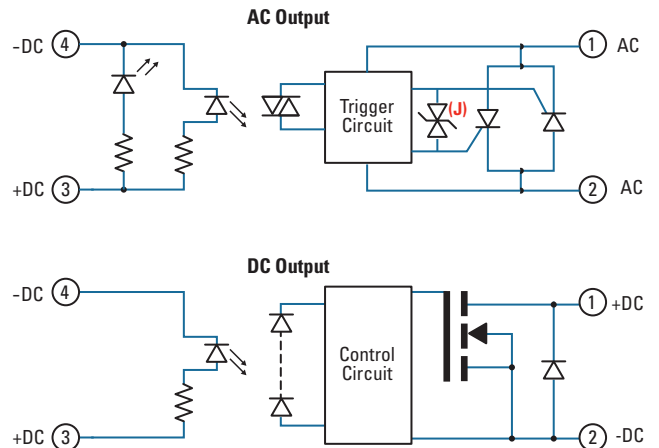 AC Output
-DC 4
1 AC
Trigger
Circuit
(J)
+DC 3
2 AC
DC Output
-DC 4
1 +DC
Control
Circuit
+DC 3
2 -DC